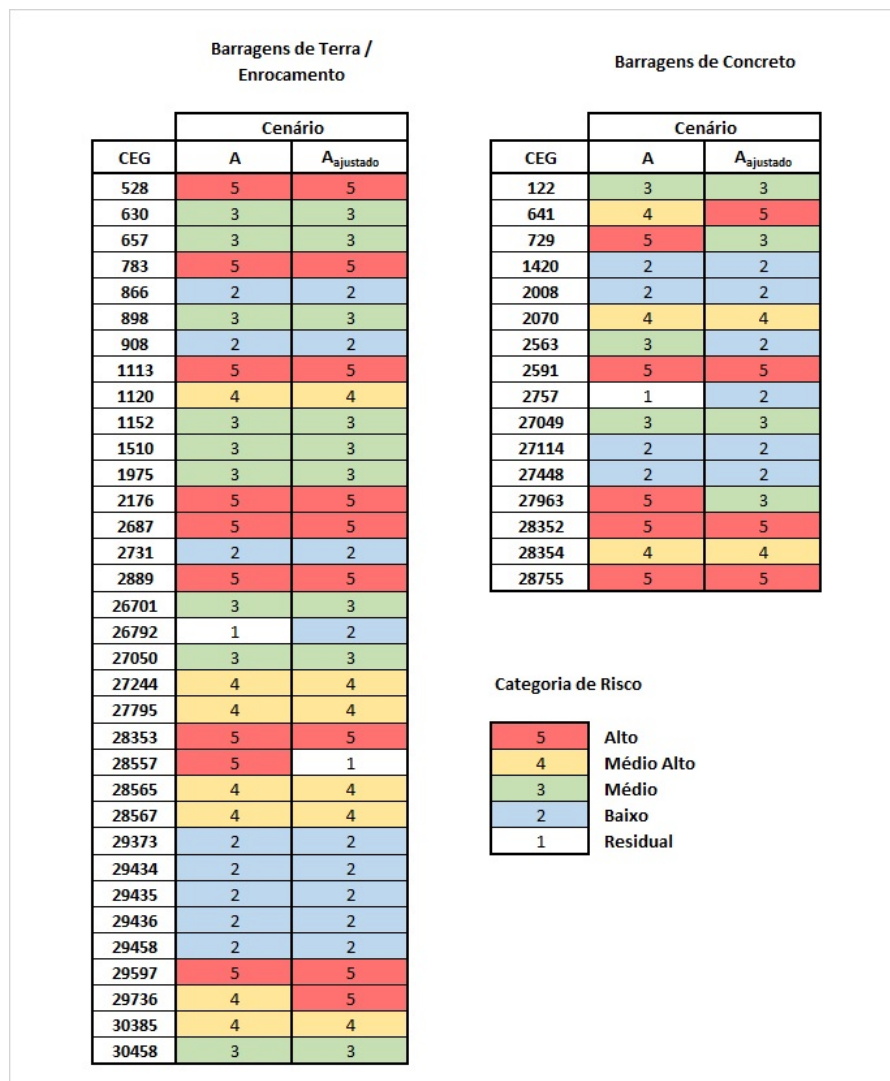 Barragens de Terra /
Enrocamento
Cenário
CEG A Aajustado
528 5 5
630 3 3
657 3 3
783 5 5
866 2 2
898 3 3
908 2 2
1113 5 5
1120 4 4
1152 3 3
1510 3 3
1975 3 3
2176 5 5
2687 5 5
2731 2 2
2889 5 5
26701 3 3
26792 1 2
27050 3 3
27244 4 4
27795 4 4
28353 5 5
28557 5 1
28565 4 4
28567 4 4
29373 2 2
29434 2 2
29435 2 2
29436 2 2
29458 2 2
29597 5 5
29736 4 5
30385 4 4
30458 3 3
Barragens de Concreto
Cenário
CEG A Aajustado
122 3 3
641 4 5
729 5 3
1420 2 2
2008 2 2
2070 4 4
2563 3 2
2591 5 5
2757 1 2
27049 3 3
27114 2 2
27448 2 2
27963 5 3
28352 5 5
28354 4 4
28755 5 5
Categoria de Risco
5 Alto
4 Médio Alto
3 Médio
2 Baixo
1 Residual